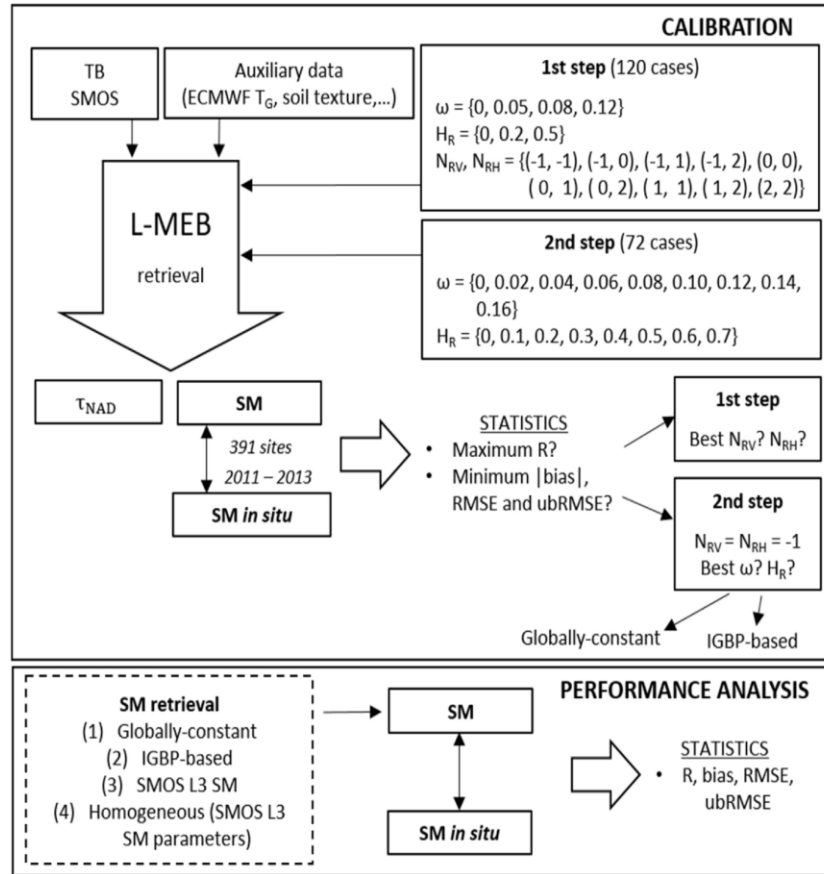 CALIBRATION
TB
SMOS
Auxiliary data
(ECMWF T_G, soil texture,...)
1st step (120 cases)
ω = {0, 0.05, 0.08, 0.12}
H_R = {0, 0.2, 0.5}
N_RV, N_RH = {(-1, -1), (-1, 0), (-1, 1), (-1, 2), (0, 0),
( 0, 1), ( 0, 2), ( 1, 1), ( 1, 2), (2, 2)}
L-MEB
retrieval
2nd step (72 cases)
ω = {0, 0.02, 0.04, 0.06, 0.08, 0.10, 0.12, 0.14,
0.16}
H_R = {0, 0.1, 0.2, 0.3, 0.4, 0.5, 0.6, 0.7}
τ_NAD
SM
391 sites
2011 – 2013
SM in situ
STATISTICS
• Maximum R?
• Minimum |bias|,
RMSE and ubRMSE?
1st step
Best N_RV? N_RH?
2nd step
N_RV = N_RH = -1
Best ω? H_R?
Globally-constant
IGBP-based
PERFORMANCE ANALYSIS
SM retrieval
(1) Globally-constant
(2) IGBP-based
(3) SMOS L3 SM
(4) Homogeneous (SMOS L3
SM parameters)
SM
SM in situ
STATISTICS
• R, bias, RMSE,
ubRMSE